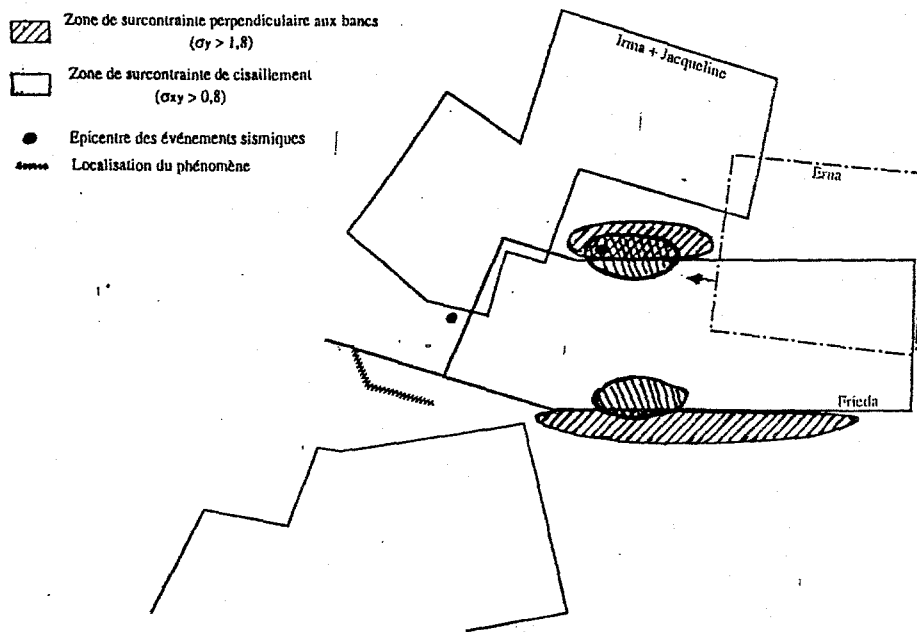 Zone de surcontrainte perpendiculaire aux bancs
(σy > 1,8)
Zone de surcontrainte de cisaillement
(σxy > 0,8)
Epicentre des événements sismiques
Localisation du phénomène
Irma + Jacqueline
Erna
Frieda